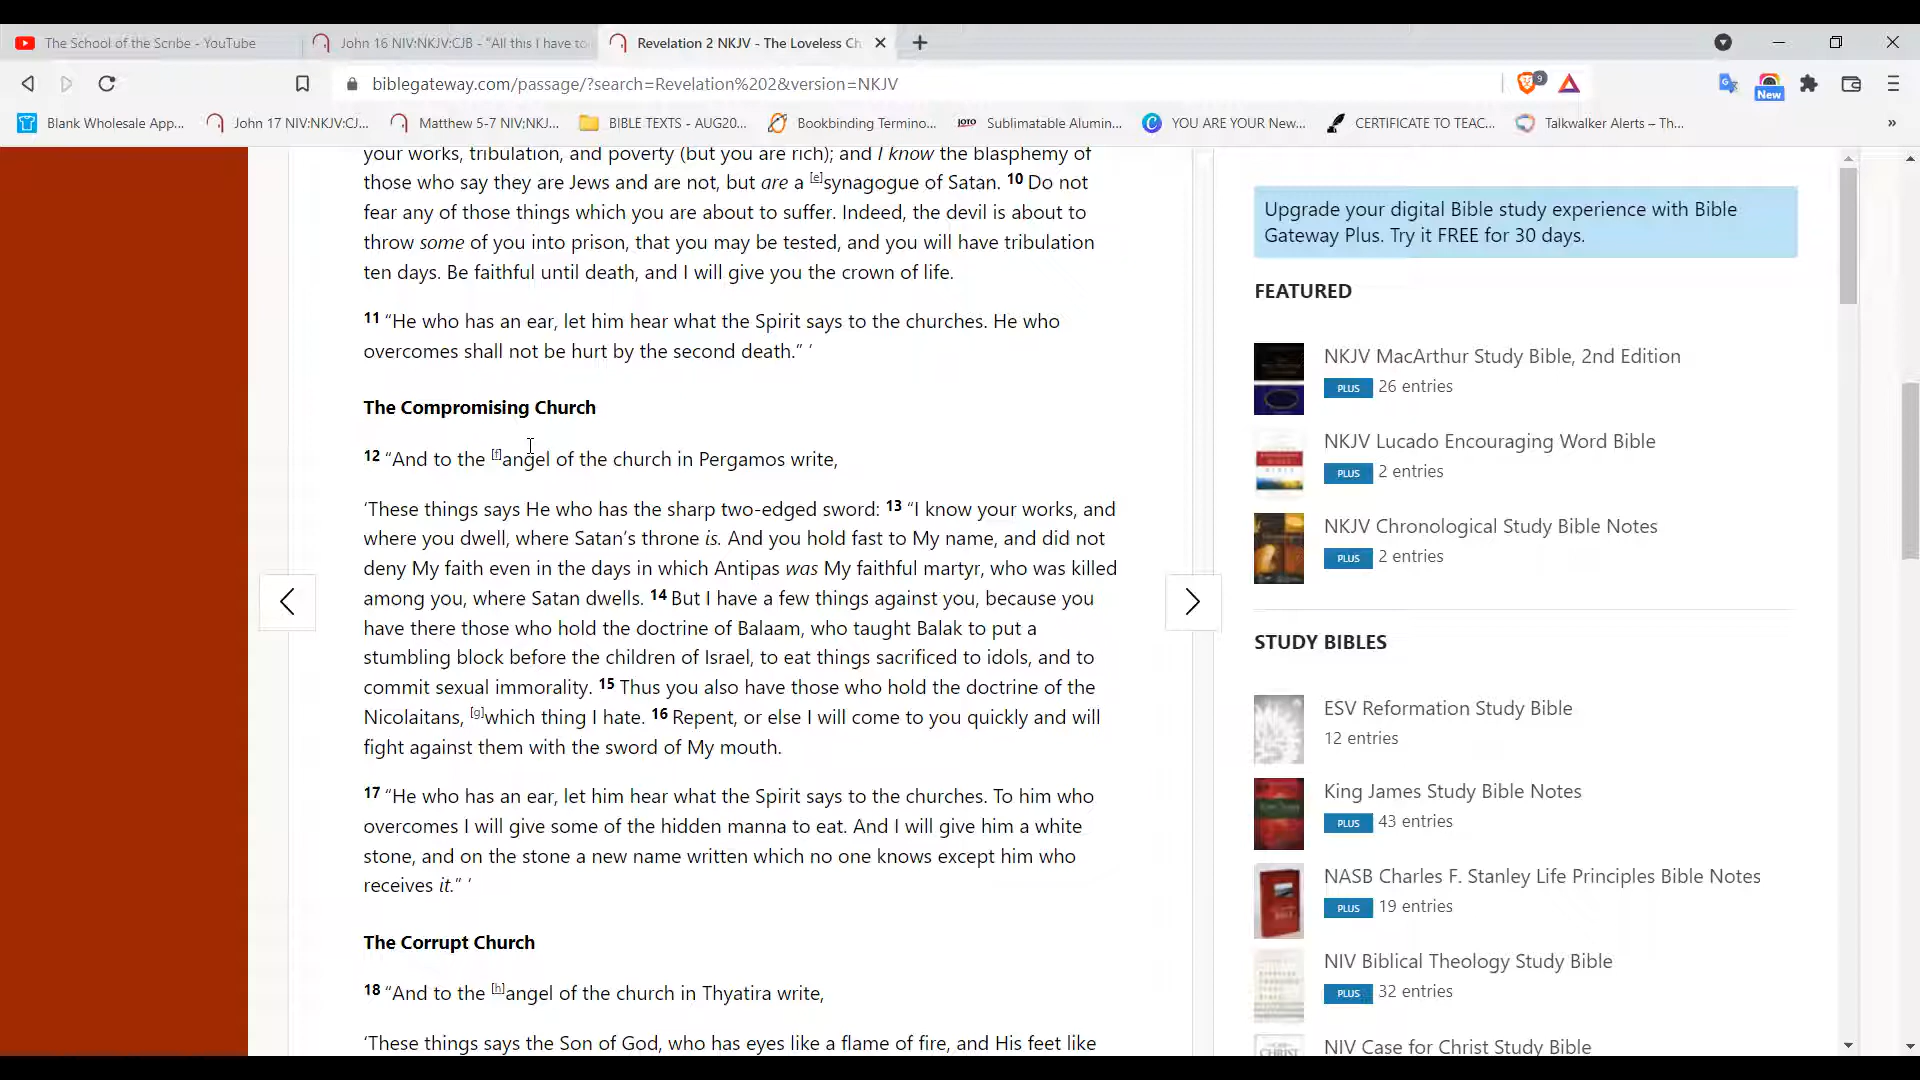 The School of the Scribe - YouTube
John 16 NIV;NKJV;CJB - "All this I have to
Revelation 2 NKJV - The Loveless Ch
biblegateway.com/passage/?search=Revelation%202&version=NKJV
9
New
Blank Wholesale App...
John 17 NIV;NKJV;CJ...
Matthew 5-7 NIV;NKJ...
BIBLE TEXTS - AUG20...
Bookbinding Termino...
Sublimatable Alumin...
YOU ARE YOUR New...
CERTIFICATE TO TEAC...
Talkwalker Alerts – Th...
»
your works, tribulation, and poverty (but you are rich); and I know the blasphemy of
those who say they are Jews and are not, but are a [e]synagogue of Satan. 10 Do not
fear any of those things which you are about to suffer. Indeed, the devil is about to
throw some of you into prison, that you may be tested, and you will have tribulation
ten days. Be faithful until death, and I will give you the crown of life.
11 “He who has an ear, let him hear what the Spirit says to the churches. He who
overcomes shall not be hurt by the second death.” ’
The Compromising Church
12 “And to the [f]angel of the church in Pergamos write,
‘These things says He who has the sharp two-edged sword: 13 “I know your works, and
where you dwell, where Satan’s throne is. And you hold fast to My name, and did not
deny My faith even in the days in which Antipas was My faithful martyr, who was killed
among you, where Satan dwells. 14 But I have a few things against you, because you
have there those who hold the doctrine of Balaam, who taught Balak to put a
stumbling block before the children of Israel, to eat things sacrificed to idols, and to
commit sexual immorality. 15 Thus you also have those who hold the doctrine of the
Nicolaitans, [g]which thing I hate. 16 Repent, or else I will come to you quickly and will
fight against them with the sword of My mouth.
17 “He who has an ear, let him hear what the Spirit says to the churches. To him who
overcomes I will give some of the hidden manna to eat. And I will give him a white
stone, and on the stone a new name written which no one knows except him who
receives it.” ’
The Corrupt Church
18 “And to the [h]angel of the church in Thyatira write,
‘These things says the Son of God, who has eyes like a flame of fire, and His feet like
Upgrade your digital Bible study experience with Bible
Gateway Plus. Try it FREE for 30 days.
FEATURED
NKJV MacArthur Study Bible, 2nd Edition
PLUS 26 entries
NKJV Lucado Encouraging Word Bible
PLUS 2 entries
NKJV Chronological Study Bible Notes
PLUS 2 entries
STUDY BIBLES
ESV Reformation Study Bible
12 entries
King James Study Bible Notes
PLUS 43 entries
NASB Charles F. Stanley Life Principles Bible Notes
PLUS 19 entries
NIV Biblical Theology Study Bible
PLUS 32 entries
NIV Case for Christ Study Bible